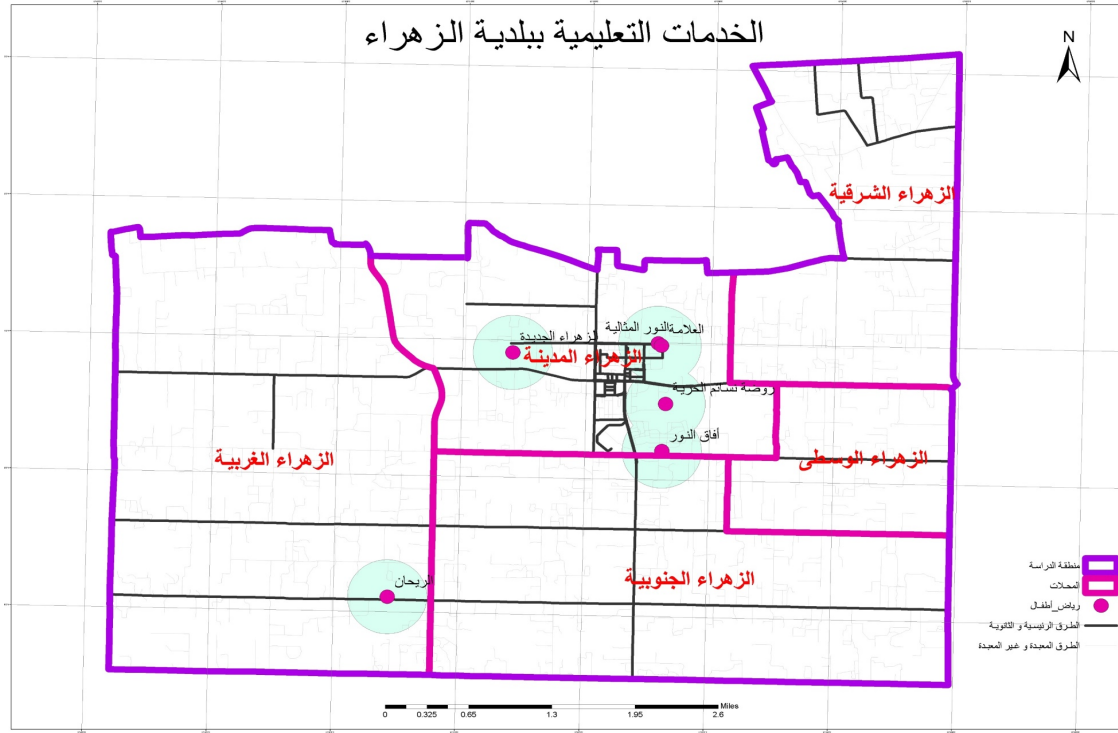 الخدمات التعليمية ببلدية الزهراء
N
الزهراء الشرقية
العلامة
النور المثالية
الزهراء الجديدة
الزهراء المدينة
روضة نسائم الحرية
أفاق النور
الزهراء الوسطى
الزهراء الغربية
الزهراء الجنوبية
الريحان
منطقة الدراسة
المحلات
رياض_أطفال
الطرق الرئيسية و الثانوية
الطرق المعبدة و غير المعبدة
Miles
0 0.325 0.65 1.3 1.95 2.6